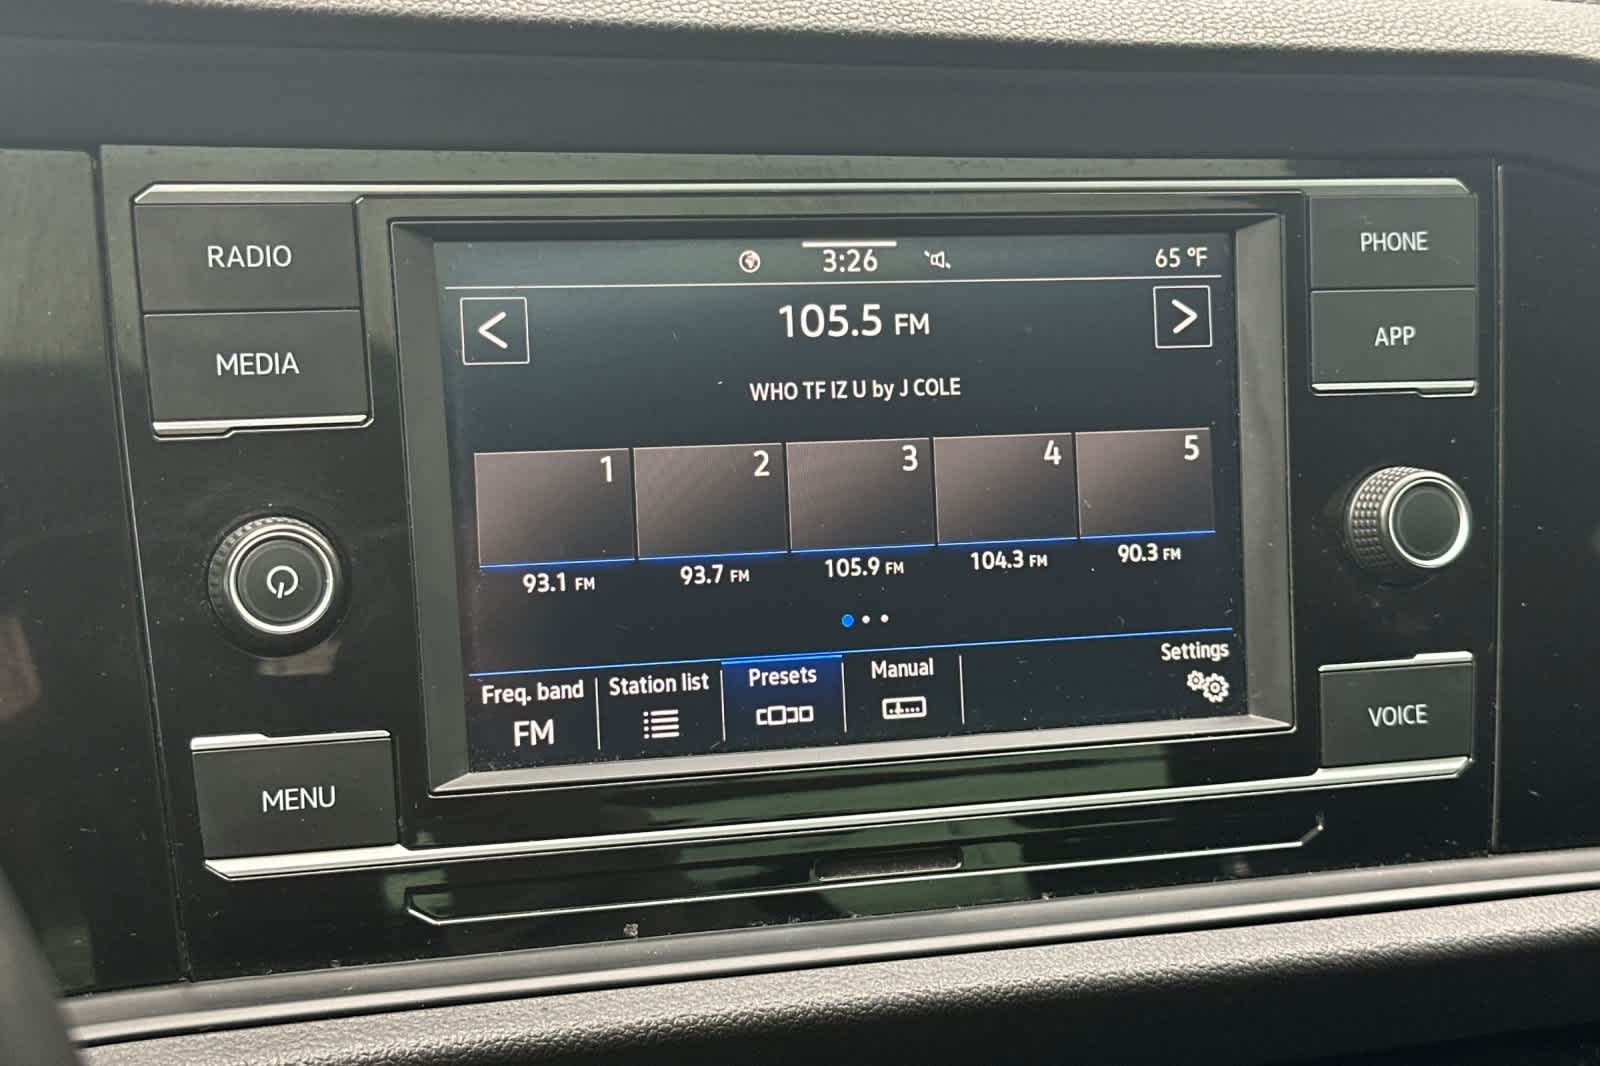 RADIO
MEDIA
MENU
3:26
65 °F
<
105.5 FM
>
WHO TF IZ U by J COLE
1
2
3
4
5
93.1 FM
93.7 FM
105.9 FM
104.3 FM
90.3 FM
Freq. band
FM
Station list
Presets
Manual
Settings
PHONE
APP
VOICE